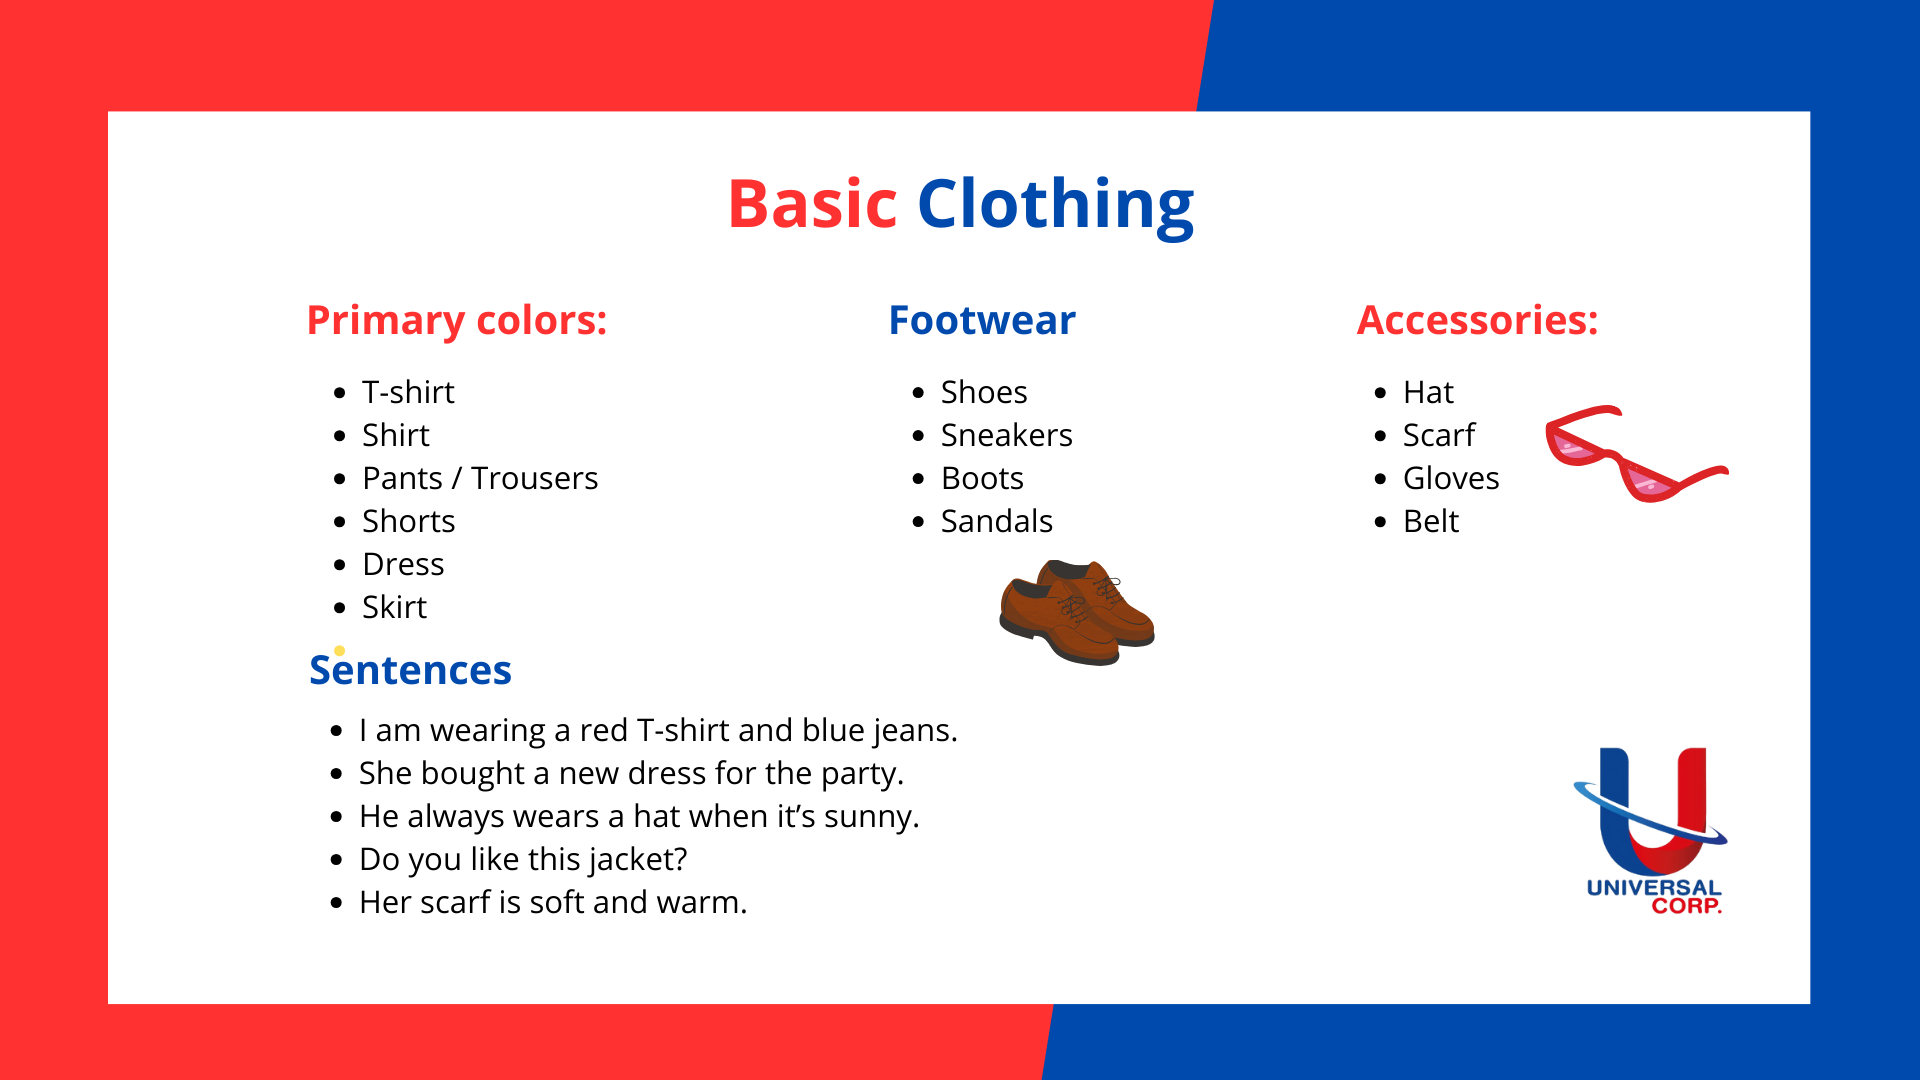 Basic Clothing
Primary colors:
• T-shirt
• Shirt
• Pants / Trousers
• Shorts
• Dress
• Skirt
Footwear
• Shoes
• Sneakers
• Boots
• Sandals
Accessories:
• Hat
• Scarf
• Gloves
• Belt
Sentences
• I am wearing a red T-shirt and blue jeans.
• She bought a new dress for the party.
• He always wears a hat when it’s sunny.
• Do you like this jacket?
• Her scarf is soft and warm.
UNIVERSAL
CORP.